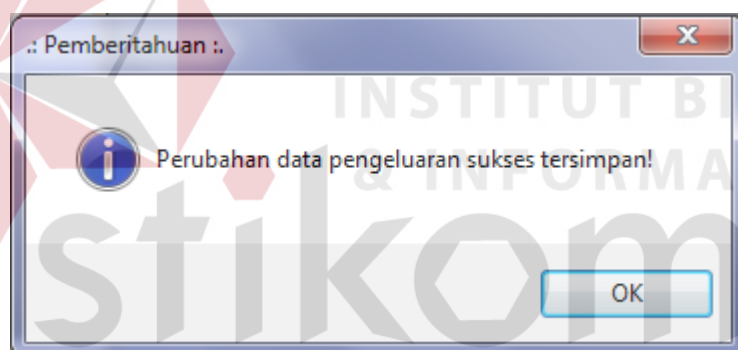 .: Pemberitahuan :.
INSTITUT BI
Perubahan data pengeluaran sukses tersimpan!
& INFORMA
stikom
OK